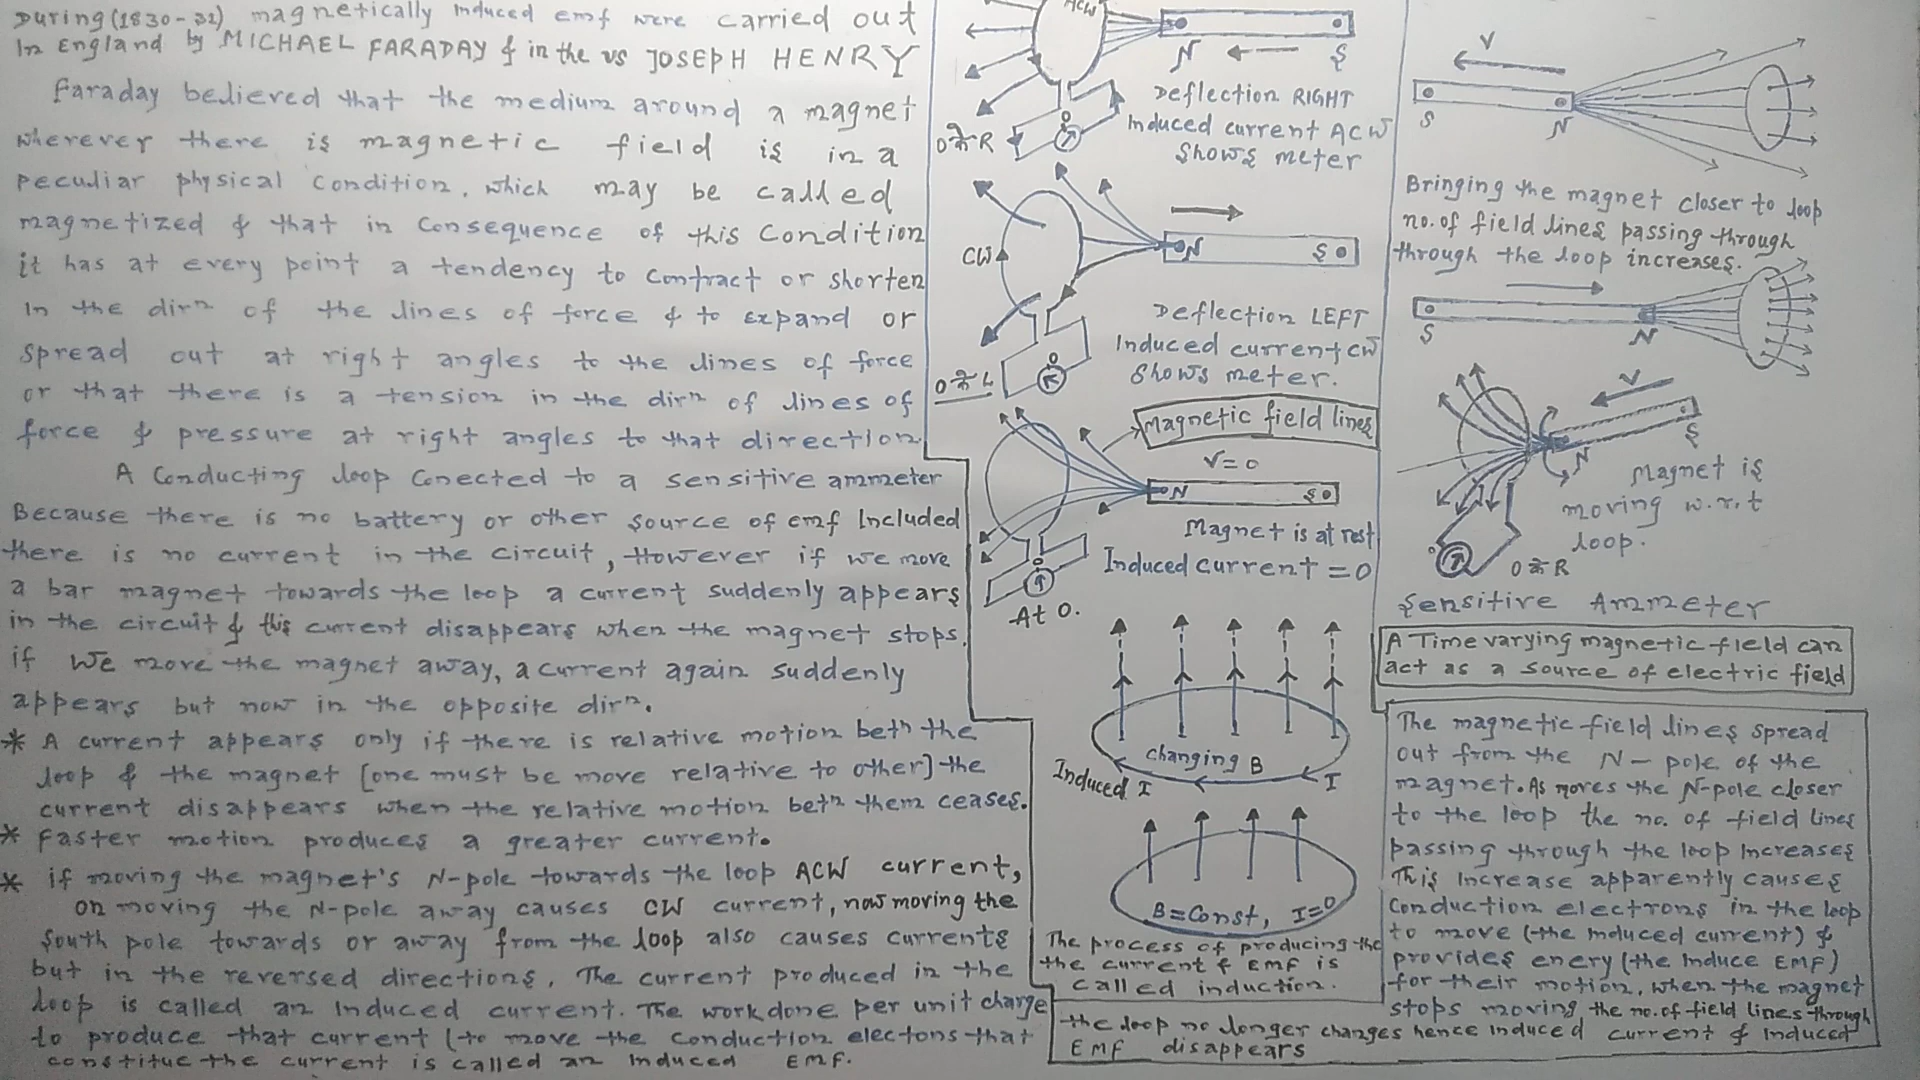 During (1830-32) magnetically induced emf were carried out
In England by MICHAEL FARADAY & in the us JOSEPH HENRY
Faraday believed that the medium around a magnet
wherever there is magnetic field is in a
peculiar physical condition. which may be called
magnetized & that in consequence of this condition
it has at every point a tendency to contract or shorten
In the dirn of the lines of force & to Expand or
spread out at right angles to the lines of force
or that there is a tension in the dirn of lines of
force & pressure at right angles to that direction.
A Conducting loop conected to a sensitive ammeter
Because there is no battery or other source of emf Included
there is no current in the circuit, However if we move
a bar magnet towards the loop a current suddenly appears
in the circuit & this current disappears when the magnet stops.
if we move the magnet away, a current again suddenly
appears but now in the opposite dirn.
* A current appears only if there is relative motion betn the
loop & the magnet [one must be move relative to other] the
current disappears when the relative motion betn them ceases.
* Faster motion produces a greater current.
* if moving the magnet's N-pole towards the loop ACW current,
on moving the N-pole away causes CW current, now moving the
South pole towards or away from the loop also causes currents
but in the reversed directions. The current produced in the
loop is called an Induced current. The workdone per unit charge
to produce that current (to move the conduction electons that
constitue the current is called an Induced EMF.
ACW
N
S
Deflection RIGHT
Induced current ACW
Shows meter
0 से R
0
CW
N
S
Deflection LEFT
Induced current CW
Shows meter.
0
0 से L
Magnetic field lines
V=0
N
S
Magnet is at rest
Induced current = 0
0
At 0.
Changing B
Induced I
I
B=Const, I=0
The process of producing the
the current & EMF is
called induction.
V
S
N
Bringing the magnet closer to loop
no. of field lines passing through
through the loop increases.
S
N
V
S
N
Magnet is
moving w.r.t
loop.
0
0 से R
Sensitive Ammeter
A Time varying magnetic field can
act as a source of electric field
The magnetic field lines spread
out from the N-pole of the
magnet. As moves the N-pole closer
to the loop the no. of field lines
passing through the loop Increases
This Increase apparently causes
Conduction electrons in the loop
to move (the Induced current) &
provides enery (the Induce EMF)
for their motion, when the magnet
stops moving the no. of field lines through
the loop no longer changes hence Induced current & Induced
EMF disappears